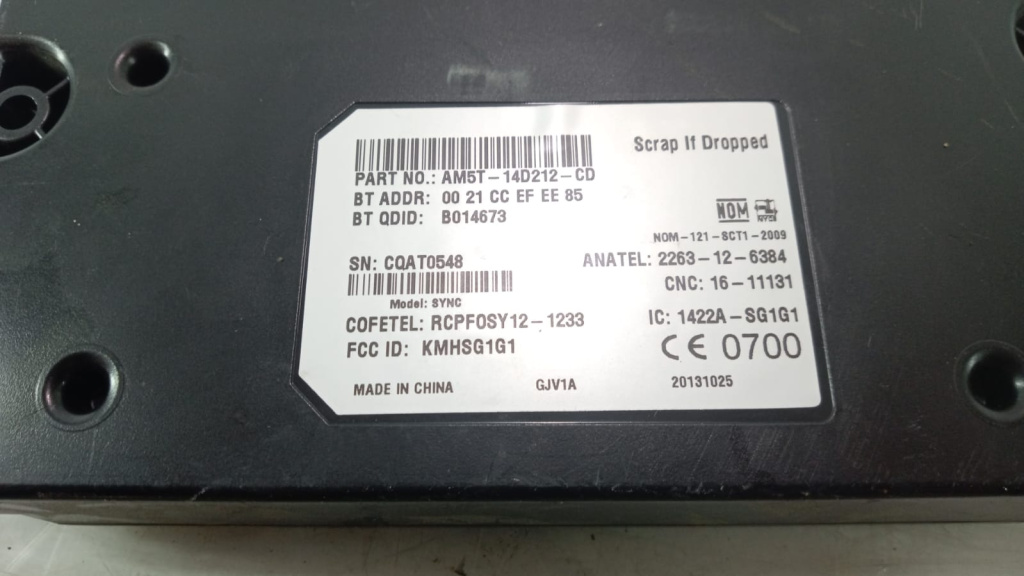 Scrap If Dropped
PART NO.: AM5T-14D212-CD
BT ADDR: 00 21 CC EF EE 85
BT QDID: B014673
NOM
NOM-121-SCT1-2009
SN: CQAT0548
ANATEL: 2263-12-6384
CNC: 16-11131
Model: SYNC
COFETEL: RCPFOSY12-1233
IC: 1422A-SG1G1
FCC ID: KMHSG1G1
CE 0700
MADE IN CHINA
GJV1A
20131025